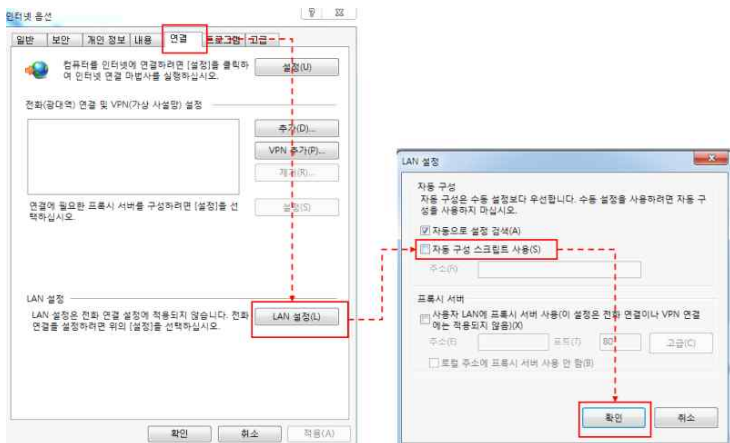 인터넷 옵션
일반 보안 개인 정보 내용 연결 프로그램 고급
컴퓨터를 인터넷에 연결하려면 [설정]을 클릭하
여 인터넷 연결 마법사를 실행하십시오.
설정(U)
전화(광대역) 연결 및 VPN(가상 사설망) 설정
추가(D)...
VPN 추가(P)...
제거(R)...
연결에 필요한 프록시 서버를 구성하려면 [설정]을 선
택하십시오.
설정(S)
LAN 설정
LAN 설정은 전화 연결 설정에 적용되지 않습니다. 전화
연결을 설정하려면 위의 [설정]을 선택하십시오.
LAN 설정(L)
확인 취소 적용(A)
LAN 설정
자동 구성
자동 구성은 수동 설정보다 우선합니다. 수동 설정을 사용하려면 자동 구
성을 사용하지 마십시오.
자동으로 설정 검색(A)
자동 구성 스크립트 사용(S)
주소(R)
프록시 서버
사용자 LAN에 프록시 서버 사용(이 설정은 전화 연결이나 VPN 연결
에는 적용되지 않음)(X)
주소(E) 포트(T) 80 고급(C)
로컬 주소에 프록시 서버 사용 안 함(B)
확인 취소